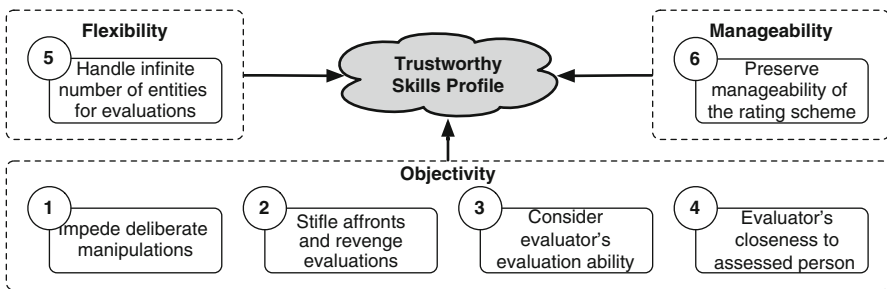 Flexibility
5
Handle infinite
number of entities
for evaluations
Trustworthy
Skills Profile
Manageability
6
Preserve
manageability of
the rating scheme
Objectivity
1
Impede deliberate
manipulations
2
Stifle affronts
and revenge
evaluations
3
Consider
evaluator's
evaluation ability
4
Evaluator's
closeness to
assessed person